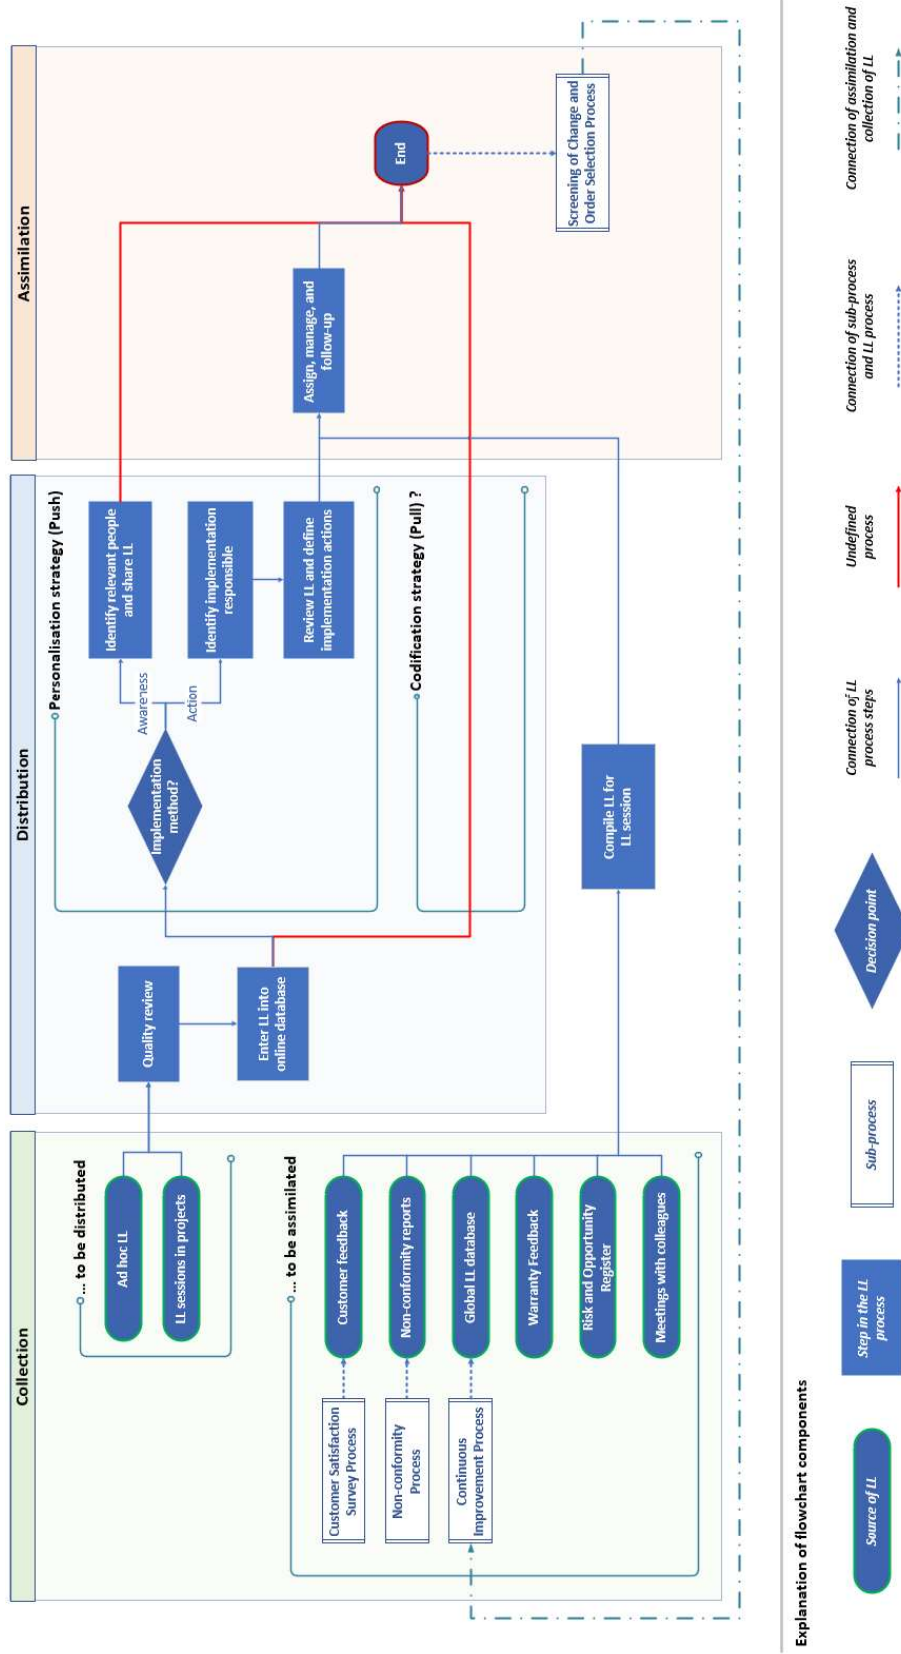 Collection
Distribution
Assimilation
... to be distributed
Ad hoc LL
LL sessions in projects
... to be assimilated
Customer Satisfaction
Survey Process
Non-conformity
Process
Continuous
Improvement Process
Customer feedback
Non-conformity reports
Global LL database
Warranty Feedback
Risk and Opportunity
Register
Meetings with colleagues
Quality review
Enter LL into
online database
Personalisation strategy (Push)
Implementation
method?
Awareness
Action
Identify relevant people
and share LL
Identify implementation
responsible
Review LL and define
implementation actions
Codification strategy (Pull) ?
Compile LL for
LL session
Assign, manage, and
follow-up
End
Screening of Change and
Order Selection Process
Explanation of flowchart components
Source of LL
Step in the LL
process
Sub-process
Decision point
Connection of LL
process steps
Undefined
process
Connection of sub-process
and LL process
Connection of assimilation and
collection of LL